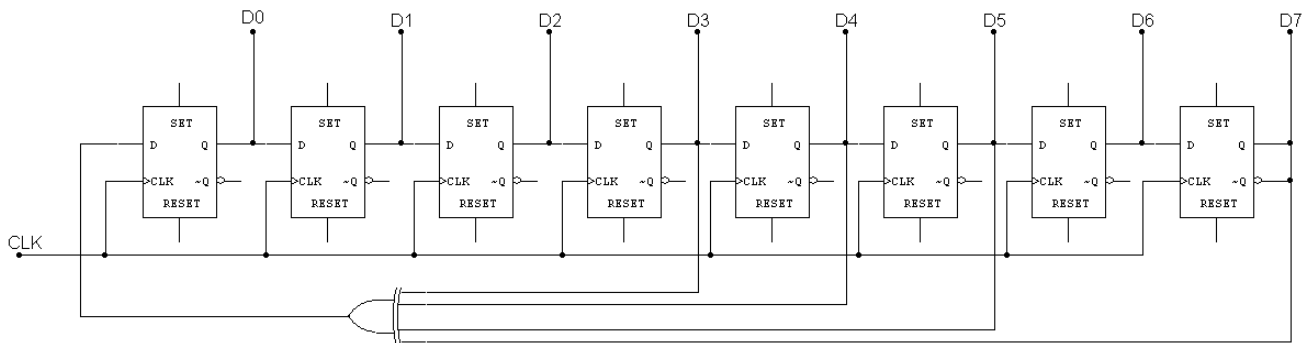 D0 D1 D2 D3 D4 D5 D6 D7
SET SET SET SET SET SET SET SET
D Q D Q D Q D Q D Q D Q D Q D Q
CLK ~Q CLK ~Q CLK ~Q CLK ~Q CLK ~Q CLK ~Q CLK ~Q CLK ~Q
RESET RESET RESET RESET RESET RESET RESET RESET
CLK